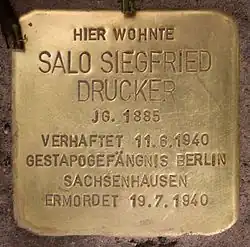 HIER WOHNTE
SALO SIEGFRIED
DRUCKER
JG. 1885
VERHAFTET 11.6.1940
GESTAPOGEFÄNGNIS BERLIN
SACHSENHAUSEN
ERMORDET 19.7.1940